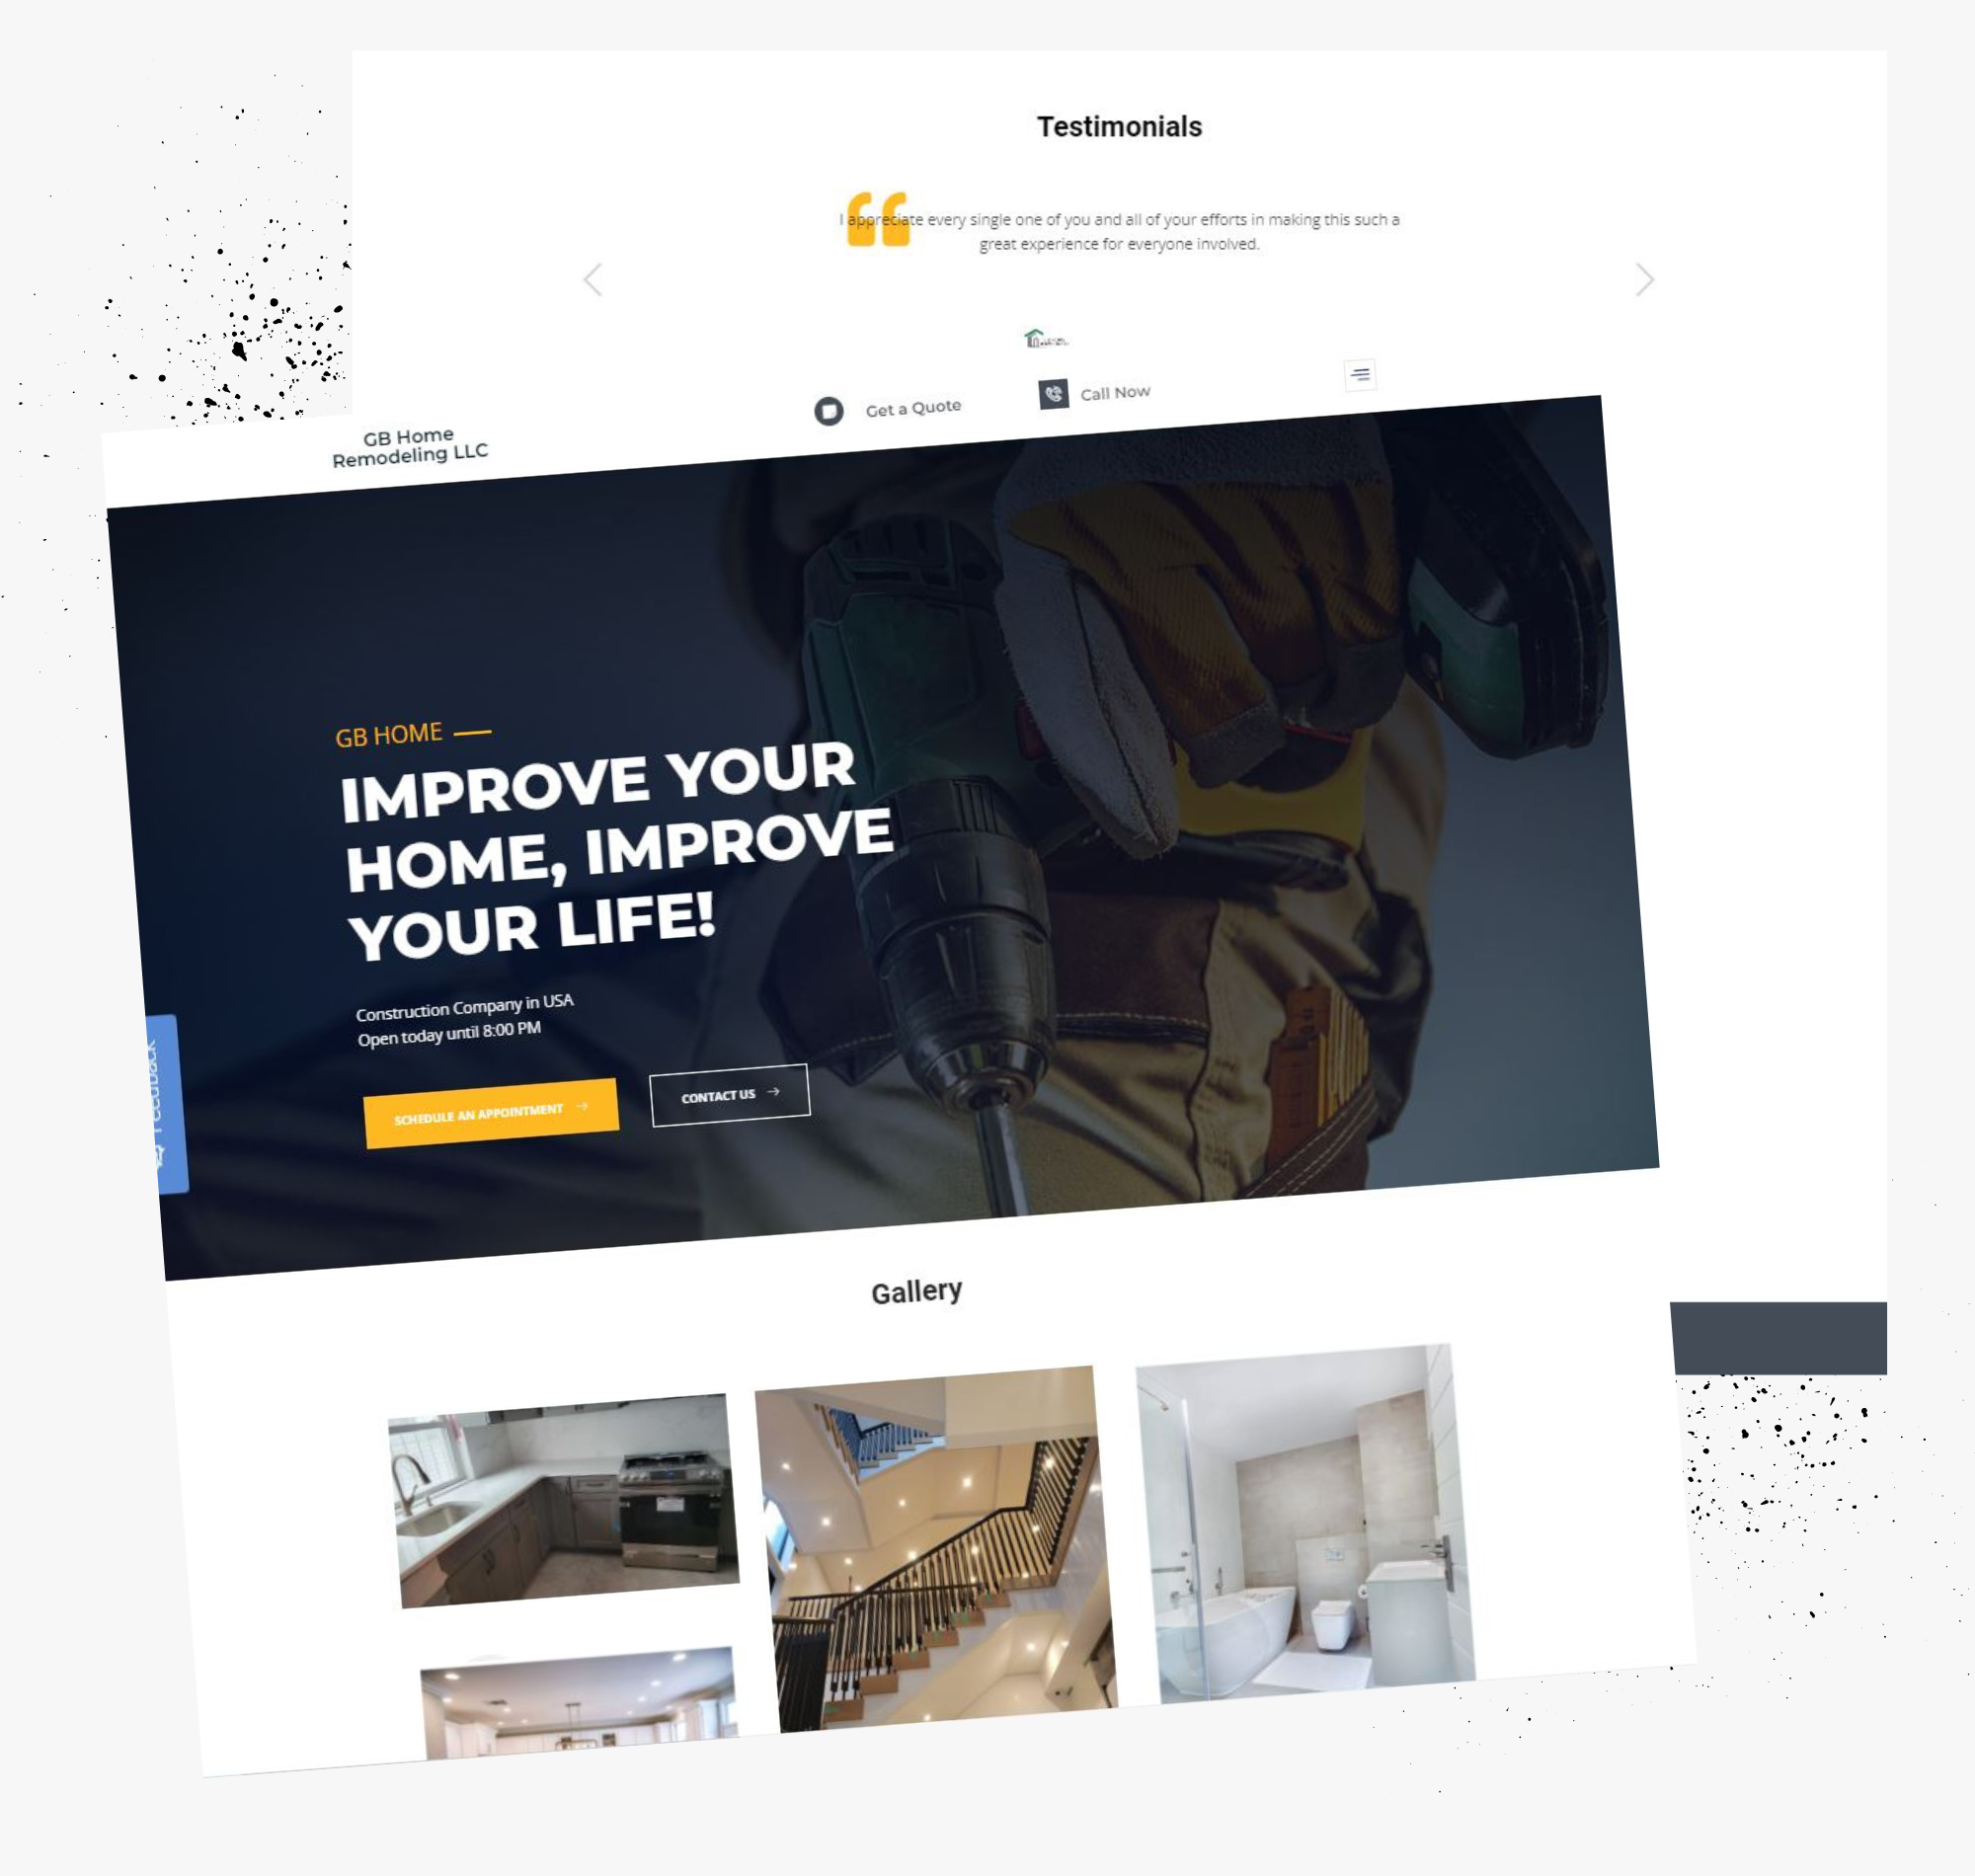 Testimonials
I appreciate every single one of you and all of your efforts in making this such a
great experience for everyone involved.
Get a Quote
Call Now
GB Home
Remodeling LLC
GB HOME
IMPROVE YOUR
HOME, IMPROVE
YOUR LIFE!
Construction Company in USA
Open today until 8:00 PM
SCHEDULE AN APPOINTMENT
CONTACT US
Feedback
Gallery